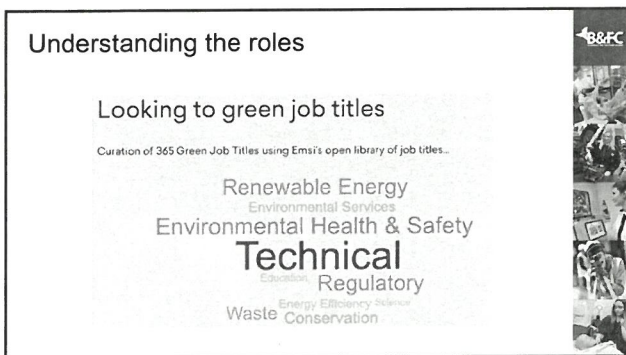 Understanding the roles
B&FC
Looking to green job titles
Curation of 365 Green Job Titles using Emsi's open library of job titles...
Renewable Energy
Environmental Services
Environmental Health & Safety
Technical
Education
Regulatory
Energy Efficiency Science
Waste Conservation